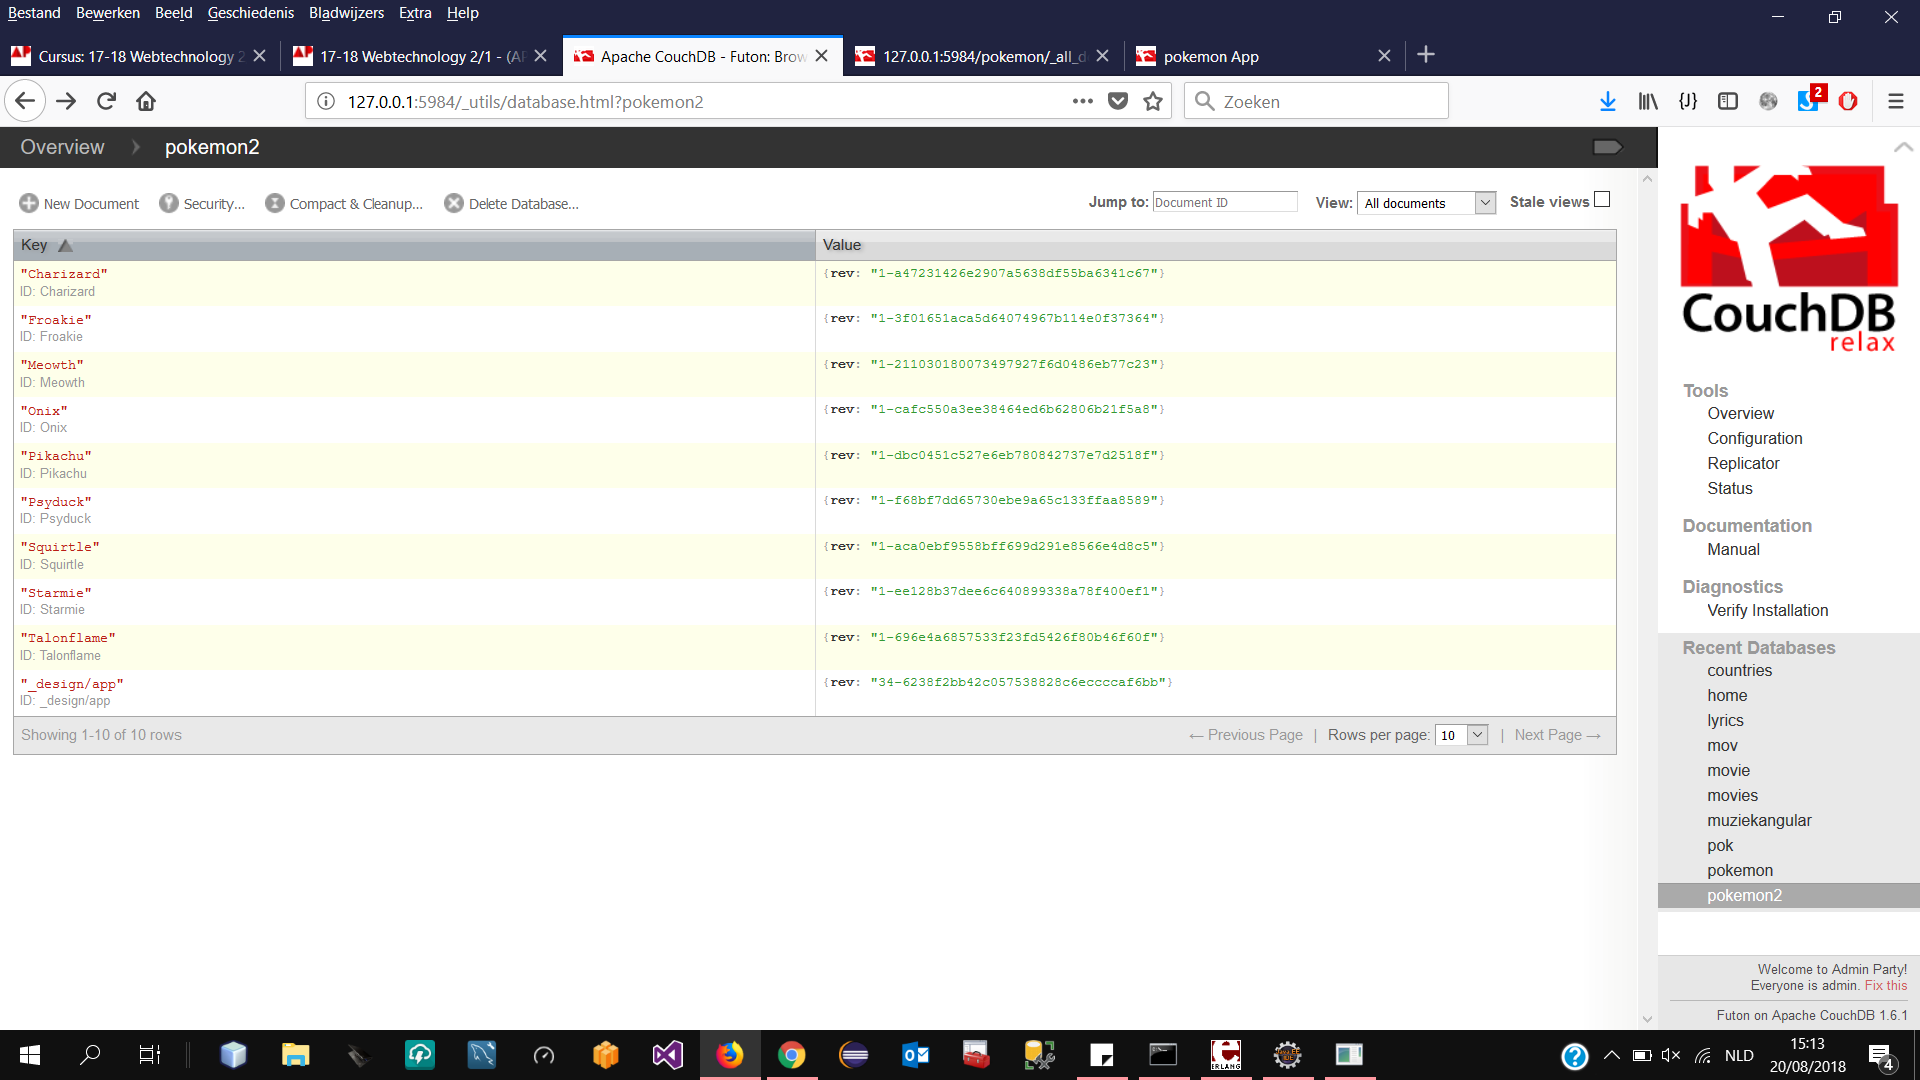 Bestand Bewerken Beeld Geschiedenis Bladwijzers Extra Help
Cursus: 17-18 Webtechnology 2
17-18 Webtechnology 2/1 - (AP
Apache CouchDB - Futon: Brow
127.0.0.1:5984/pokemon/_all_d
pokemon App
127.0.0.1:5984/_utils/database.html?pokemon2
Zoeken
2
Overview
pokemon2
New Document
Security...
Compact & Cleanup...
Delete Database...
Jump to: Document ID
View: All documents
Stale views
Key
Value
"Charizard"
ID: Charizard
{rev: "1-a47231426e2907a5638df55ba6341c67"}
"Froakie"
ID: Froakie
{rev: "1-3f01651aca5d64074967b114e0f37364"}
"Meowth"
ID: Meowth
{rev: "1-211030180073497927f6d0486eb77c23"}
"Onix"
ID: Onix
{rev: "1-cafc550a3ee38464ed6b62806b21f5a8"}
"Pikachu"
ID: Pikachu
{rev: "1-dbc0451c527e6eb780842737e7d2518f"}
"Psyduck"
ID: Psyduck
{rev: "1-f68bf7dd65730ebe9a65c133ffaa8589"}
"Squirtle"
ID: Squirtle
{rev: "1-aca0ebf9558bff699d291e8566e4d8c5"}
"Starmie"
ID: Starmie
{rev: "1-ee128b37dee6c640899338a78f400ef1"}
"Talonflame"
ID: Talonflame
{rev: "1-696e4a6857533f23fd5426f80b46f60f"}
"_design/app"
ID: _design/app
{rev: "34-6238f2bb42c057538828c6eccccaf6bb"}
Showing 1-10 of 10 rows
← Previous Page | Rows per page: 10 | Next Page →
CouchDB
relax
Tools
Overview
Configuration
Replicator
Status
Documentation
Manual
Diagnostics
Verify Installation
Recent Databases
countries
home
lyrics
mov
movie
movies
muziekangular
pok
pokemon
pokemon2
Welcome to Admin Party!
Everyone is admin. Fix this
Futon on Apache CouchDB 1.6.1
ERLANG
NLD
15:13
20/08/2018
4